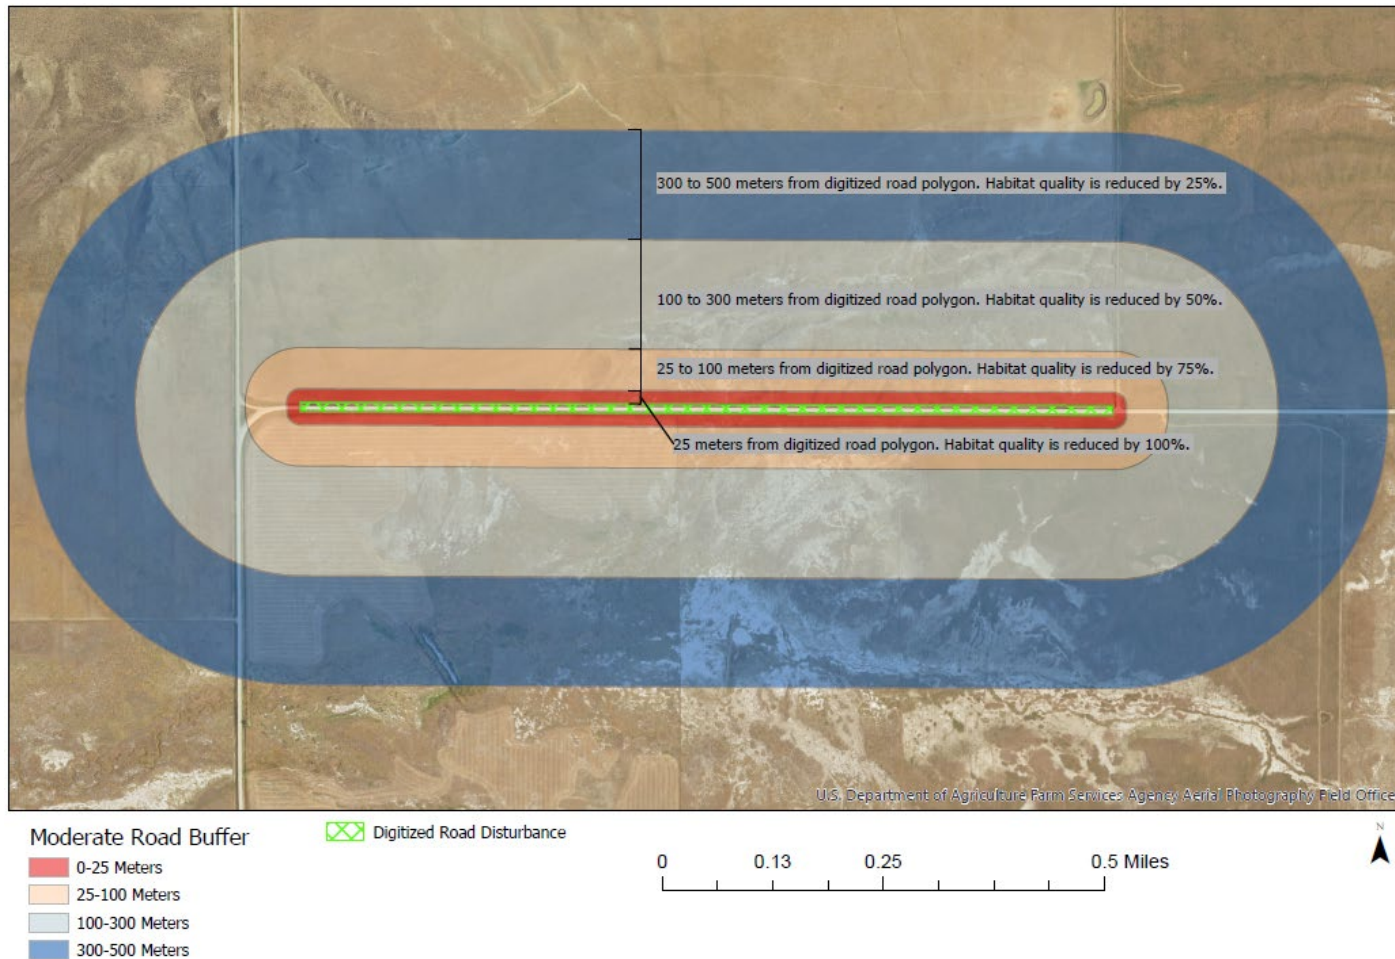 300 to 500 meters from digitized road polygon. Habitat quality is reduced by 25%.
100 to 300 meters from digitized road polygon. Habitat quality is reduced by 50%.
25 to 100 meters from digitized road polygon. Habitat quality is reduced by 75%.
25 meters from digitized road polygon. Habitat quality is reduced by 100%.
U.S. Department of Agriculture Farm Services Agency Aerial Photography Field Office
Moderate Road Buffer
0-25 Meters
25-100 Meters
100-300 Meters
300-500 Meters
Digitized Road Disturbance
0 0.13 0.25 0.5 Miles
N